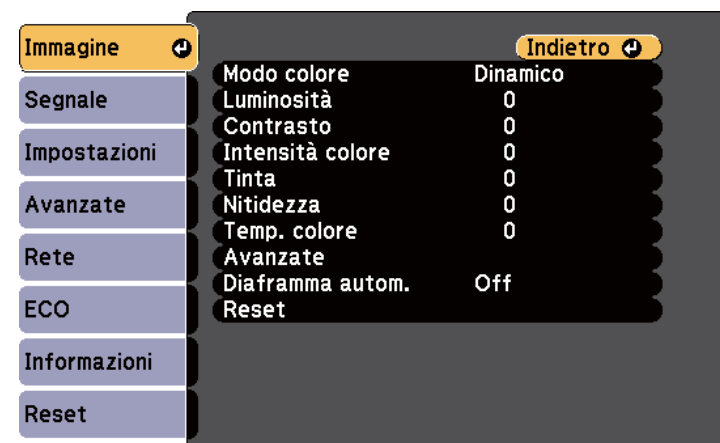 Immagine
Segnale
Impostazioni
Avanzate
Rete
ECO
Informazioni
Reset
Indietro
Modo colore Dinamico
Luminosità 0
Contrasto 0
Intensità colore 0
Tinta 0
Nitidezza 0
Temp. colore 0
Avanzate
Diaframma autom. Off
Reset